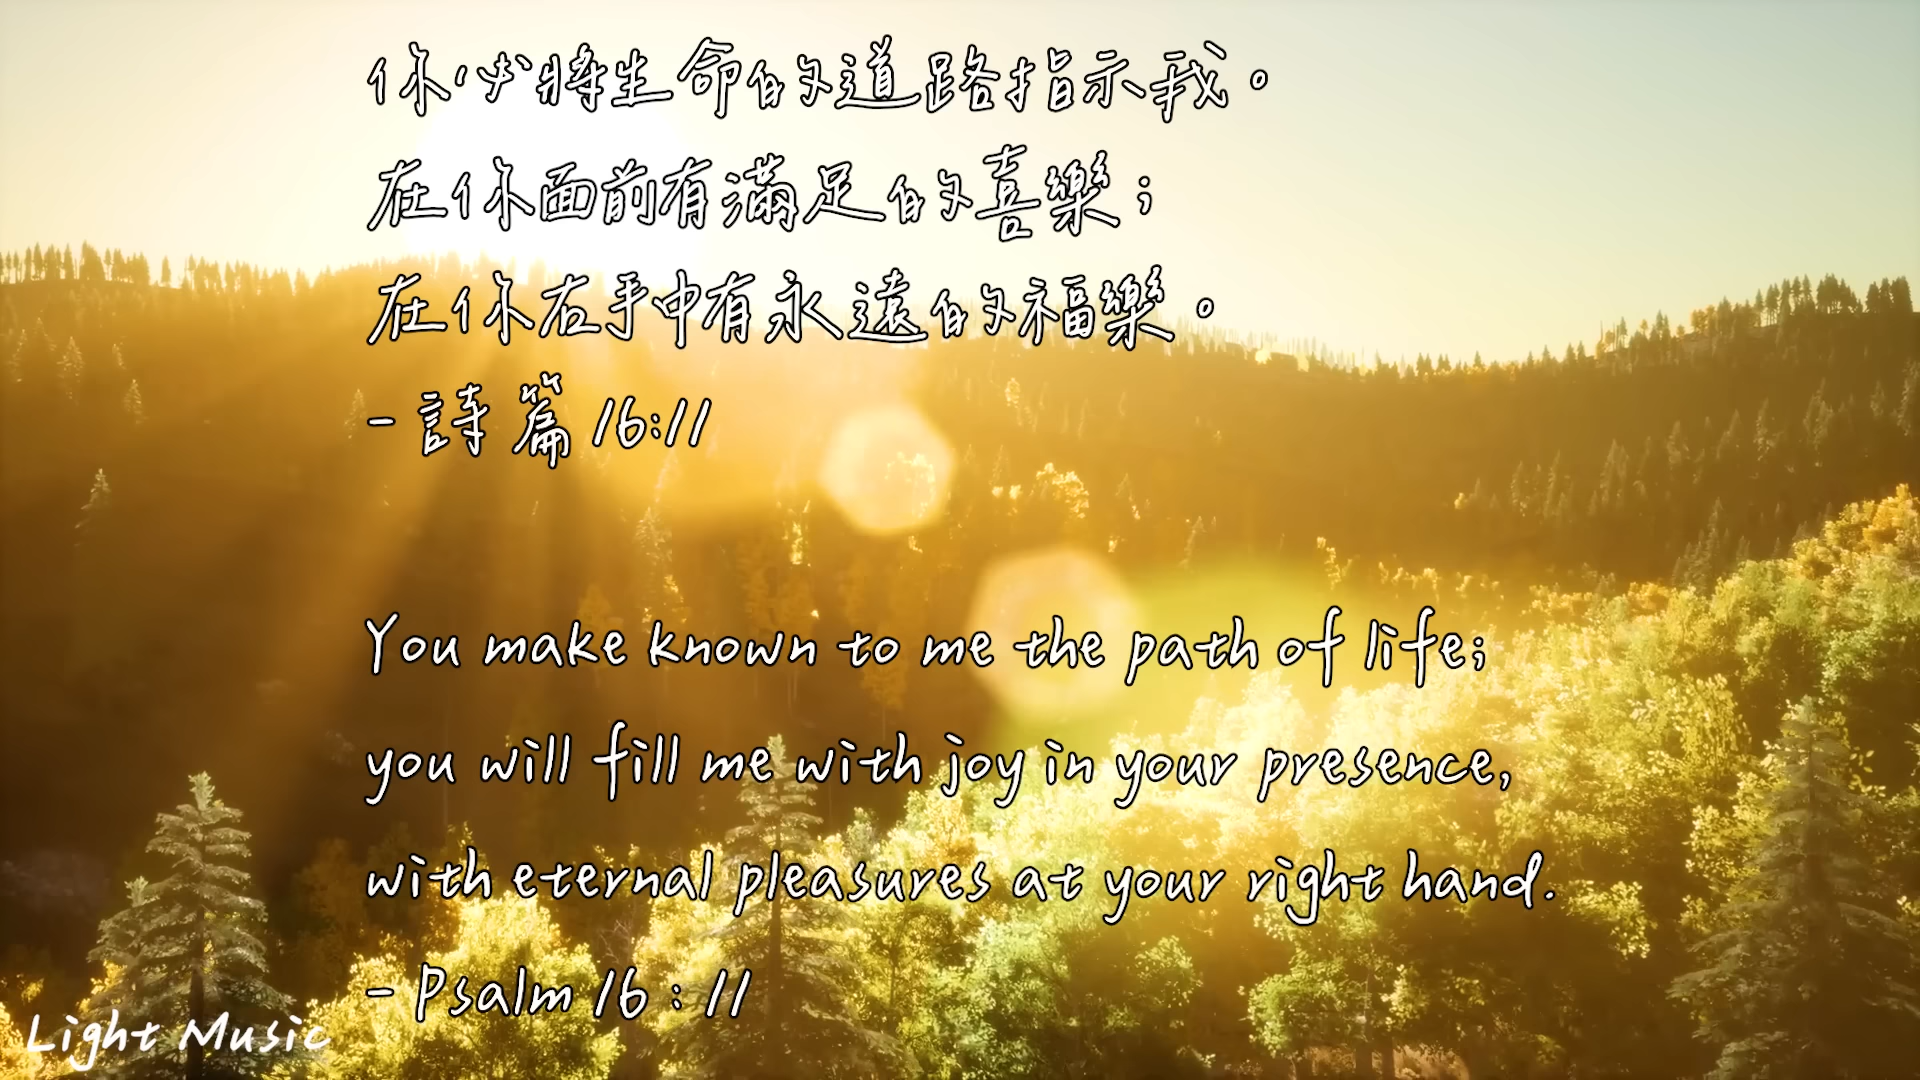 你必將生命的道路指示我。
在你面前有滿足的喜樂；
在你右手中有永遠的福樂。
- 詩篇 16:11
You make known to me the path of life;
you will fill me with joy in your presence,
with eternal pleasures at your right hand.
- Psalm 16 : 11
Light Music